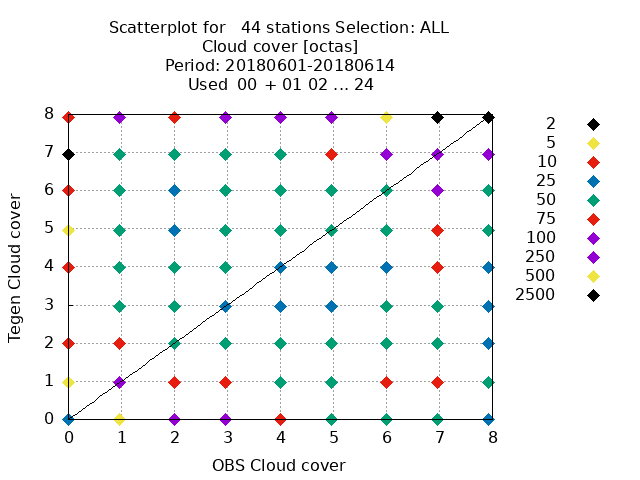 Scatterplot for   44 stations Selection: ALL
Cloud cover [octas]
Period: 20180601-20180614
Used  00 + 01 02 ... 24
Tegen Cloud cover
8
7
6
5
4
3
2
1
0
0 1 2 3 4 5 6 7 8
OBS Cloud cover
2
5
10
25
50
75
100
250
500
2500